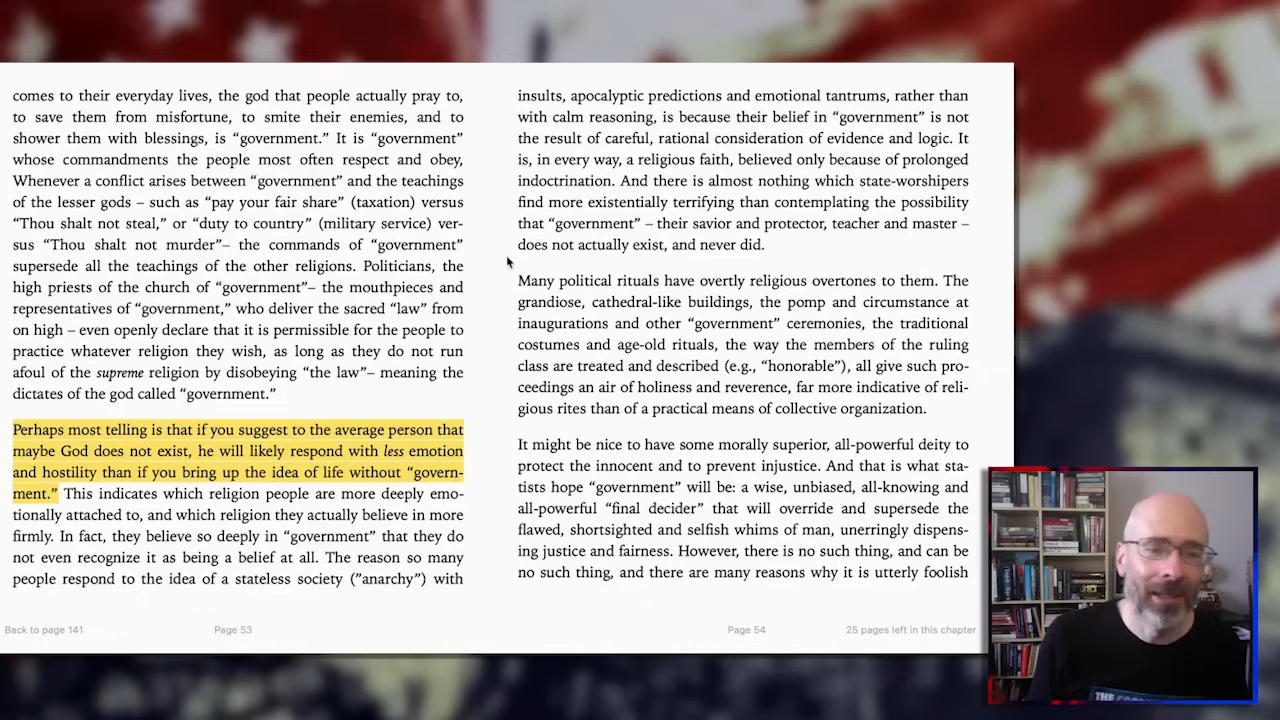 comes to their everyday lives, the god that people actually pray to,
to save them from misfortune, to smite their enemies, and to
shower them with blessings, is “government.” It is “government”
whose commandments the people most often respect and obey,
Whenever a conflict arises between “government” and the teachings
of the lesser gods – such as “pay your fair share” (taxation) versus
“Thou shalt not steal,” or “duty to country” (military service) ver-
sus “Thou shalt not murder”– the commands of “government”
supersede all the teachings of the other religions. Politicians, the
high priests of the church of “government”– the mouthpieces and
representatives of “government,” who deliver the sacred “law” from
on high – even openly declare that it is permissible for the people to
practice whatever religion they wish, as long as they do not run
afoul of the supreme religion by disobeying “the law”– meaning the
dictates of the god called “government.”
Perhaps most telling is that if you suggest to the average person that
maybe God does not exist, he will likely respond with less emotion
and hostility than if you bring up the idea of life without “govern-
ment.” This indicates which religion people are more deeply emo-
tionally attached to, and which religion they actually believe in more
firmly. In fact, they believe so deeply in “government” that they do
not even recognize it as being a belief at all. The reason so many
people respond to the idea of a stateless society (”anarchy”) with
Back to page 141
Page 53
insults, apocalyptic predictions and emotional tantrums, rather than
with calm reasoning, is because their belief in “government” is not
the result of careful, rational consideration of evidence and logic. It
is, in every way, a religious faith, believed only because of prolonged
indoctrination. And there is almost nothing which state-worshipers
find more existentially terrifying than contemplating the possibility
that “government” – their savior and protector, teacher and master –
does not actually exist, and never did.
Many political rituals have overtly religious overtones to them. The
grandiose, cathedral-like buildings, the pomp and circumstance at
inaugurations and other “government” ceremonies, the traditional
costumes and age-old rituals, the way the members of the ruling
class are treated and described (e.g., “honorable”), all give such pro-
ceedings an air of holiness and reverence, far more indicative of reli-
gious rites than of a practical means of collective organization.
It might be nice to have some morally superior, all-powerful deity to
protect the innocent and to prevent injustice. And that is what sta-
tists hope “government” will be: a wise, unbiased, all-knowing and
all-powerful “final decider” that will override and supersede the
flawed, shortsighted and selfish whims of man, unerringly dispens-
ing justice and fairness. However, there is no such thing, and can be
no such thing, and there are many reasons why it is utterly foolish
Page 54
25 pages left in this chapter